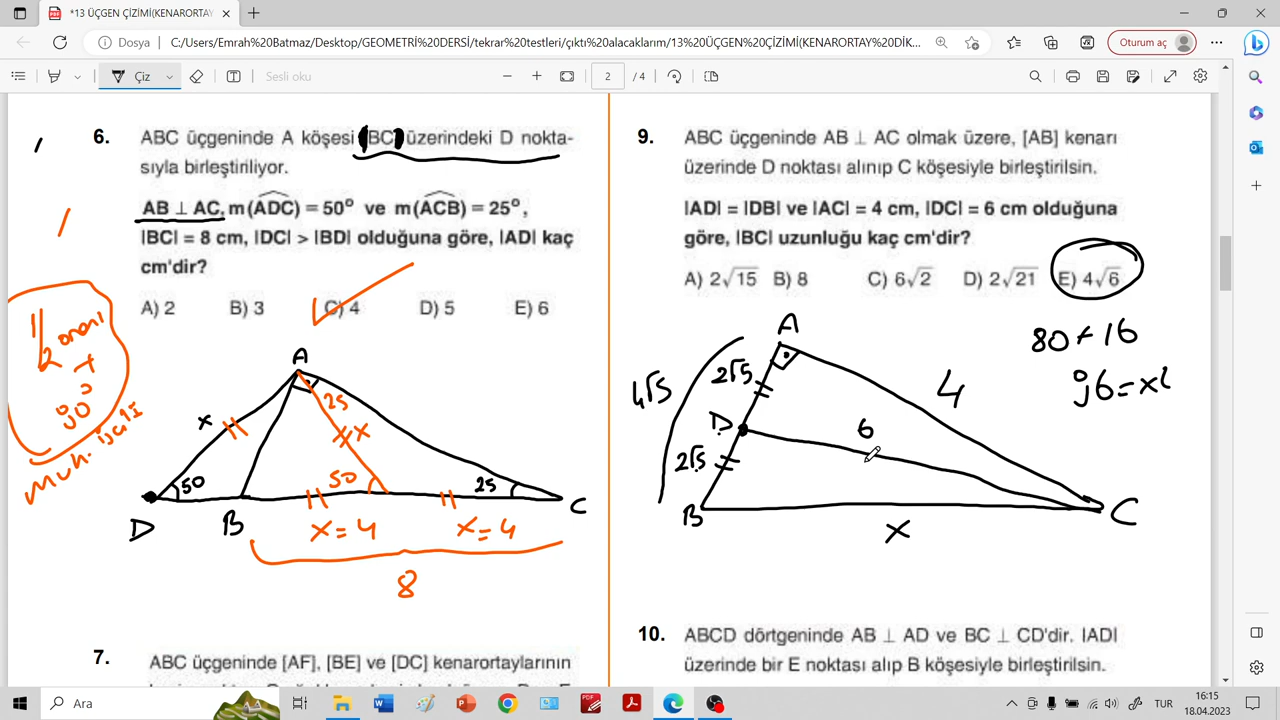 *13 ÜÇGEN ÇİZİMİ(KENARORTAY
Dosya
C:/Users/Emrah%20Batmaz/Desktop/GEOMETRİ%20DERSİ/tekrar%20testleri/çıktı%20alacaklarım/13%20ÜÇGEN%20ÇİZİMİ(KENARORTAY%20DİK...
Oturum aç
Çiz
Sesli oku
2 / 4
6. ABC üçgeninde A köşesi [BC] üzerindeki D nokta-
sıyla birleştiriliyor.
AB ⊥ AC, m(ADC) = 50° ve m(ACB) = 25°,
|BC| = 8 cm, |DC| > |BD| olduğuna göre, |AD| kaç
cm'dir?
A) 2 B) 3 C) 4 D) 5 E) 6
1/2 oranı
+
90°
muh. işali
A
25
x
x
50
50
25
D
B
C
x = 4
x = 4
8
7. ABC üçgeninde [AF], [BE] ve [DC] kenarortaylarının
9. ABC üçgeninde AB ⊥ AC olmak üzere, [AB] kenarı
üzerinde D noktası alınıp C köşesiyle birleştirilsin.
|AD| = |DB| ve |AC| = 4 cm, |DC| = 6 cm olduğuna
göre, |BC| uzunluğu kaç cm'dir?
A) 2√15 B) 8 C) 6√2 D) 2√21 E) 4√6
80 + 16
96 = x²
A
2√5
4√5
4
D
6
2√5
B
C
x
10. ABCD dörtgeninde AB ⊥ AD ve BC ⊥ CD'dir. |AD|
üzerinde bir E noktası alıp B köşesiyle birleştirilsin.
Ara
TUR
16:15
18.04.2023